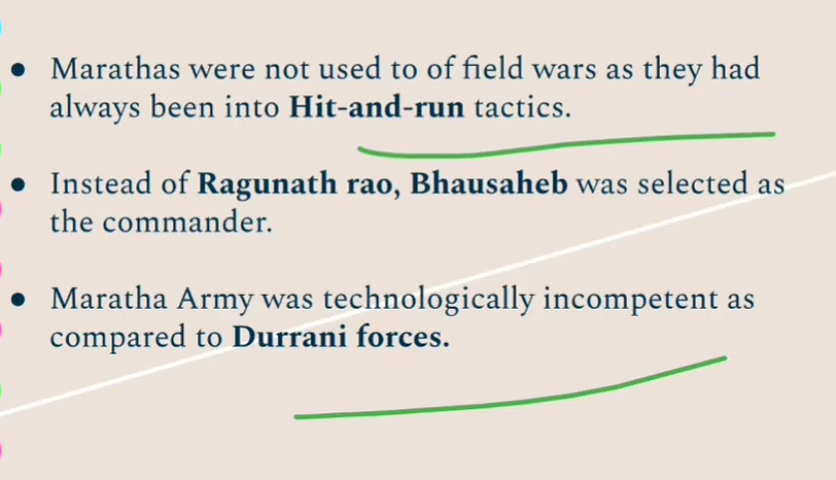 • Marathas were not used to of field wars as they had
always been into Hit-and-run tactics.
• Instead of Ragunath rao, Bhausaheb was selected as
the commander.
• Maratha Army was technologically incompetent as
compared to Durrani forces.